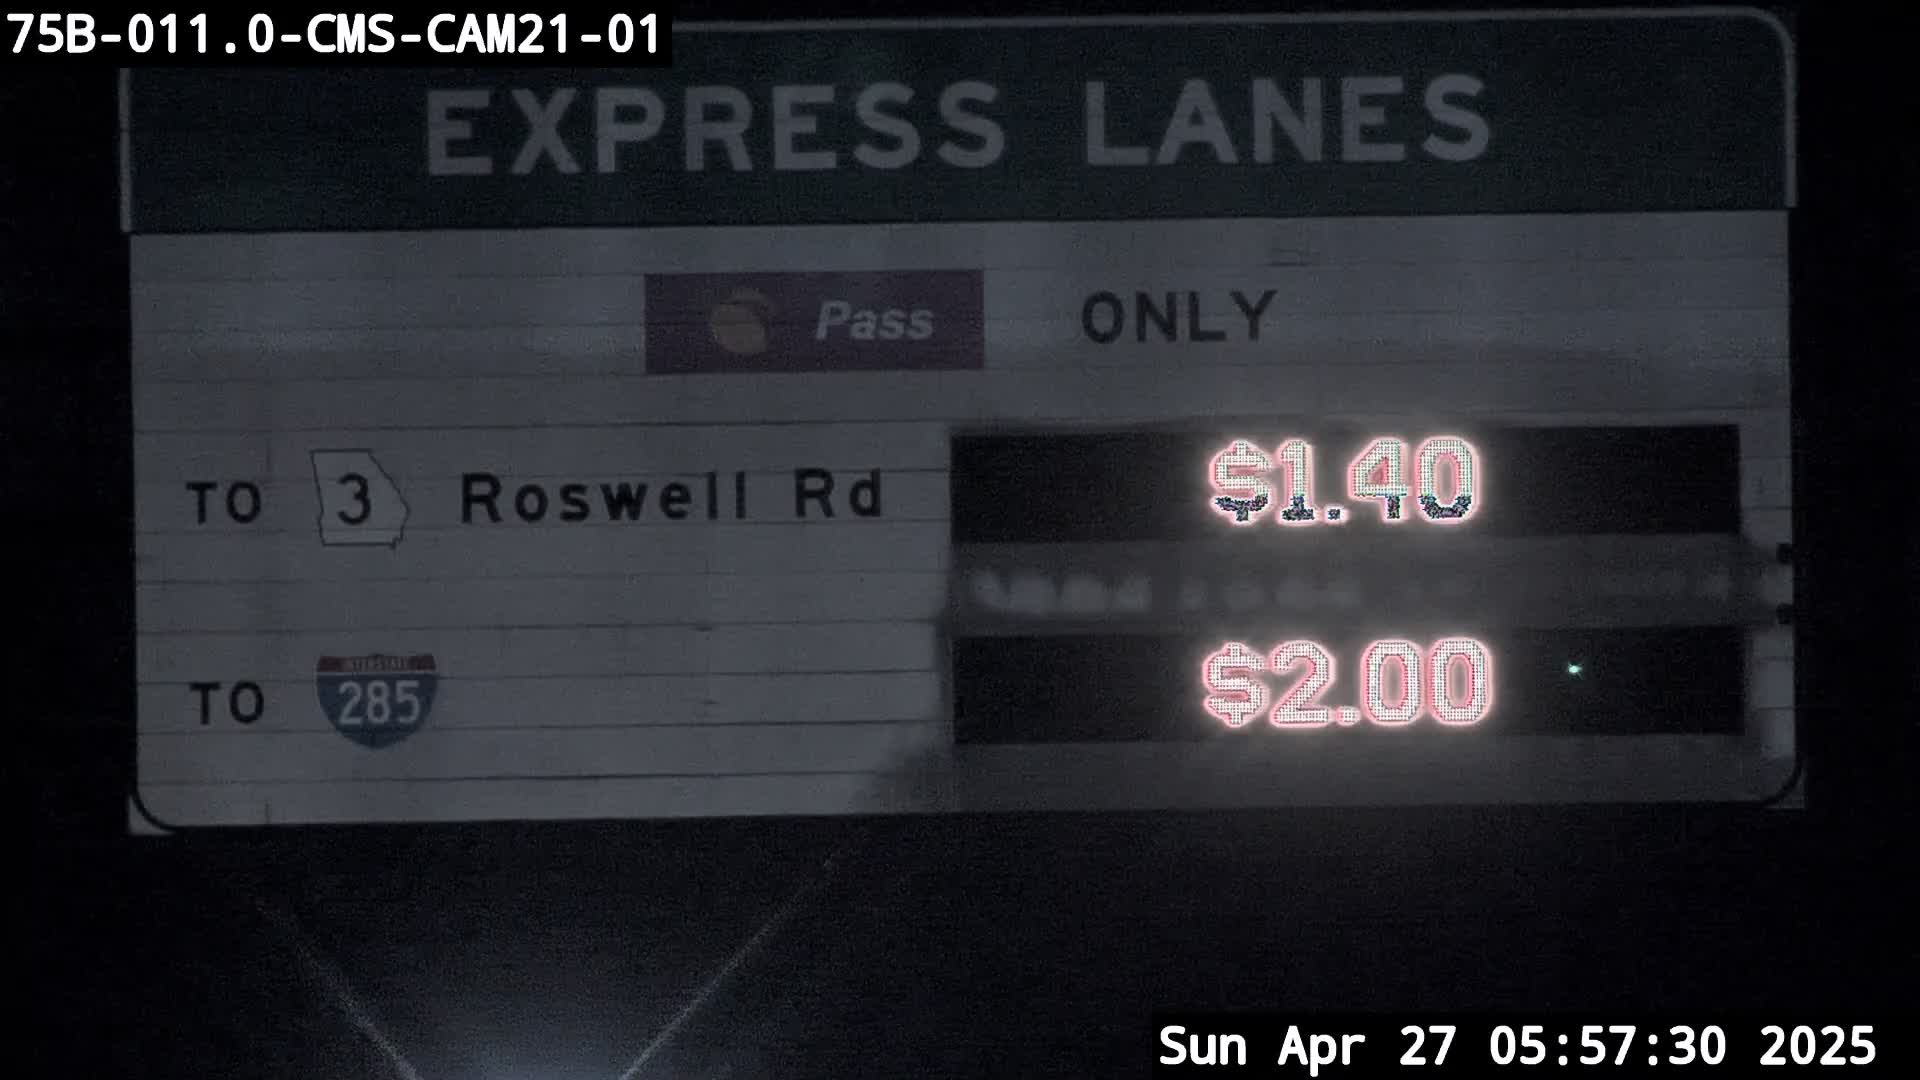 75B-011.0-CMS-CAM21-01
EXPRESS LANES
Pass ONLY
TO 3 Roswell Rd $1.40
INTERSTATE
TO 285 $2.00
Sun Apr 27 05:57:30 2025